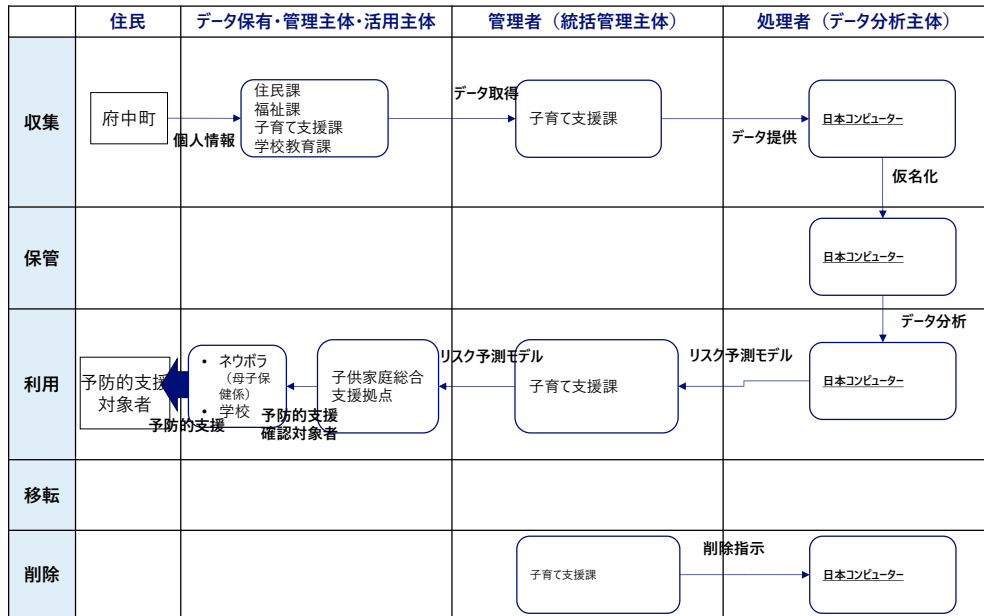 住民
データ保有・管理主体・活用主体
管理者（統括管理主体）
処理者（データ分析主体）
収集
府中町
個人情報
住民課
福祉課
子育て支援課
学校教育課
データ取得
子育て支援課
データ提供
日本コンピューター
仮名化
保管
日本コンピューター
データ分析
利用
予防的支援
対象者
予防的支援
• ネウボラ
（母子保
健係）
• 学校
予防的支援
確認対象者
子供家庭総合
支援拠点
リスク予測モデル
子育て支援課
リスク予測モデル
日本コンピューター
移転
削除
子育て支援課
削除指示
日本コンピューター